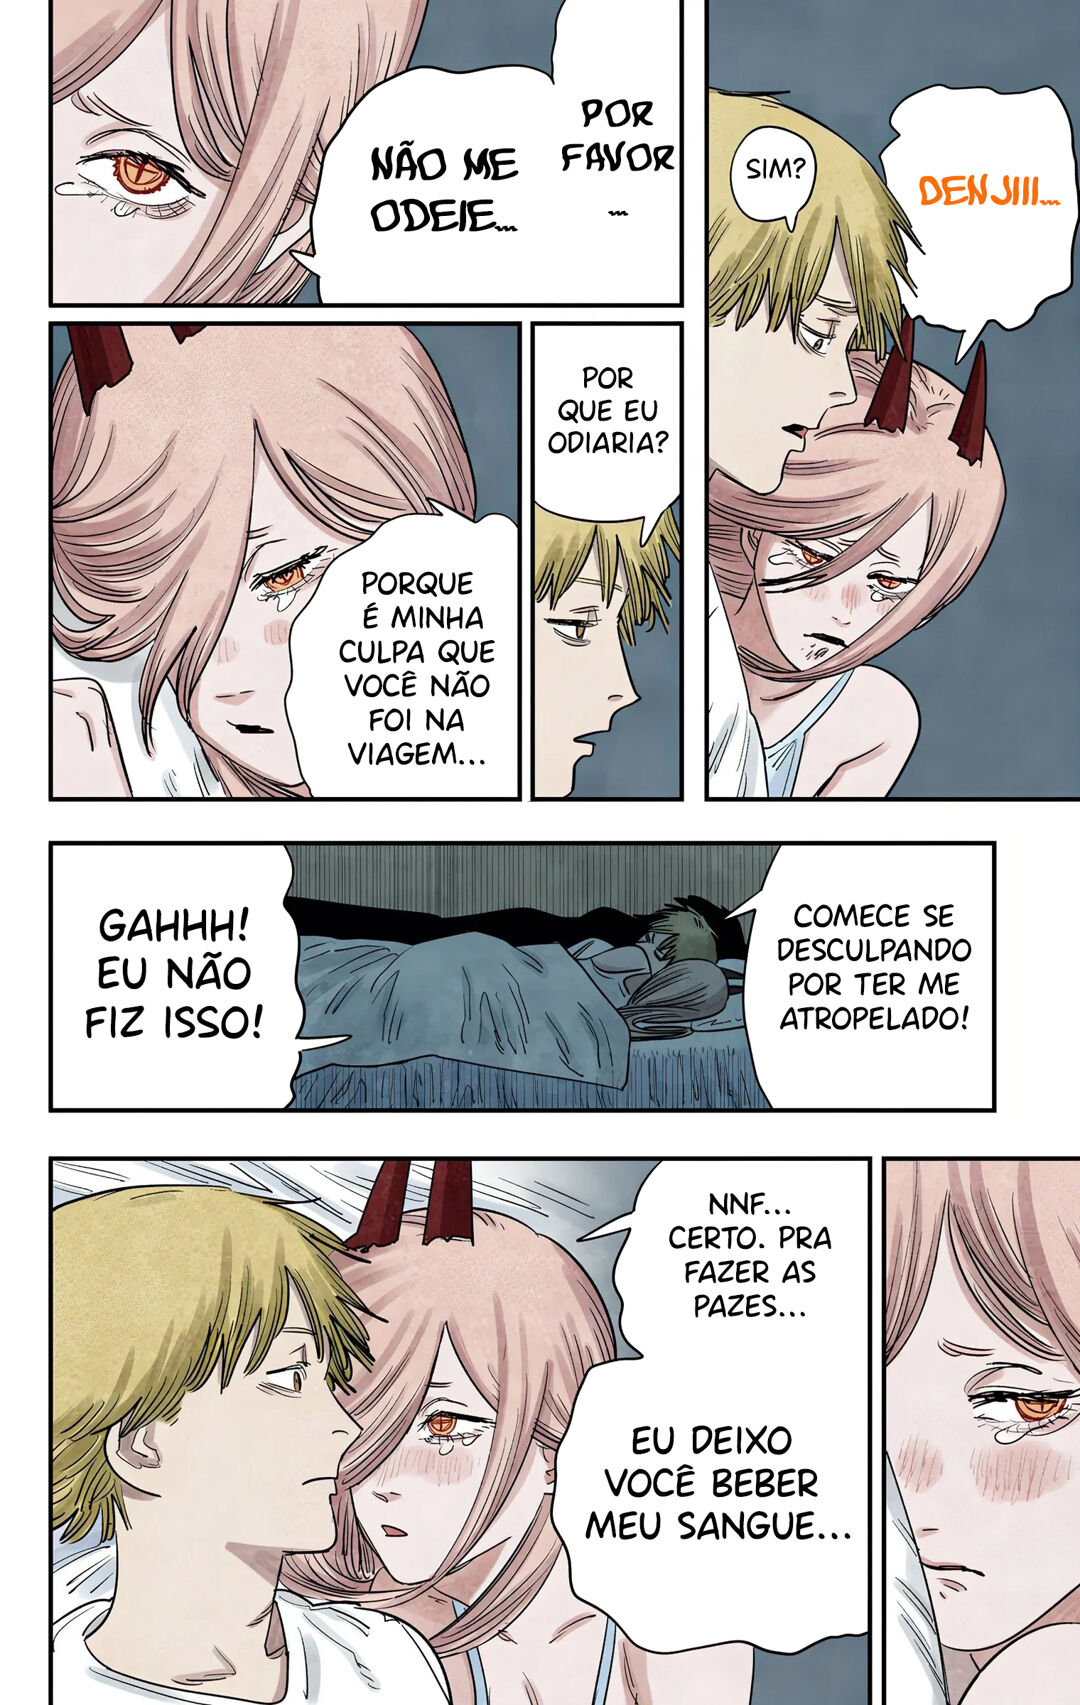 DENJIII...
SIM?
POR
FAVOR
...
NÃO ME
ODEIE...
POR
QUE EU
ODIARIA?
PORQUE
É MINHA
CULPA QUE
VOCÊ NÃO
FOI NA
VIAGEM...
COMECE SE
DESCULPANDO
POR TER ME
ATROPELADO!
GAHHH!
EU NÃO
FIZ ISSO!
NNF...
CERTO. PRA
FAZER AS
PAZES...
EU DEIXO
VOCÊ BEBER
MEU SANGUE...